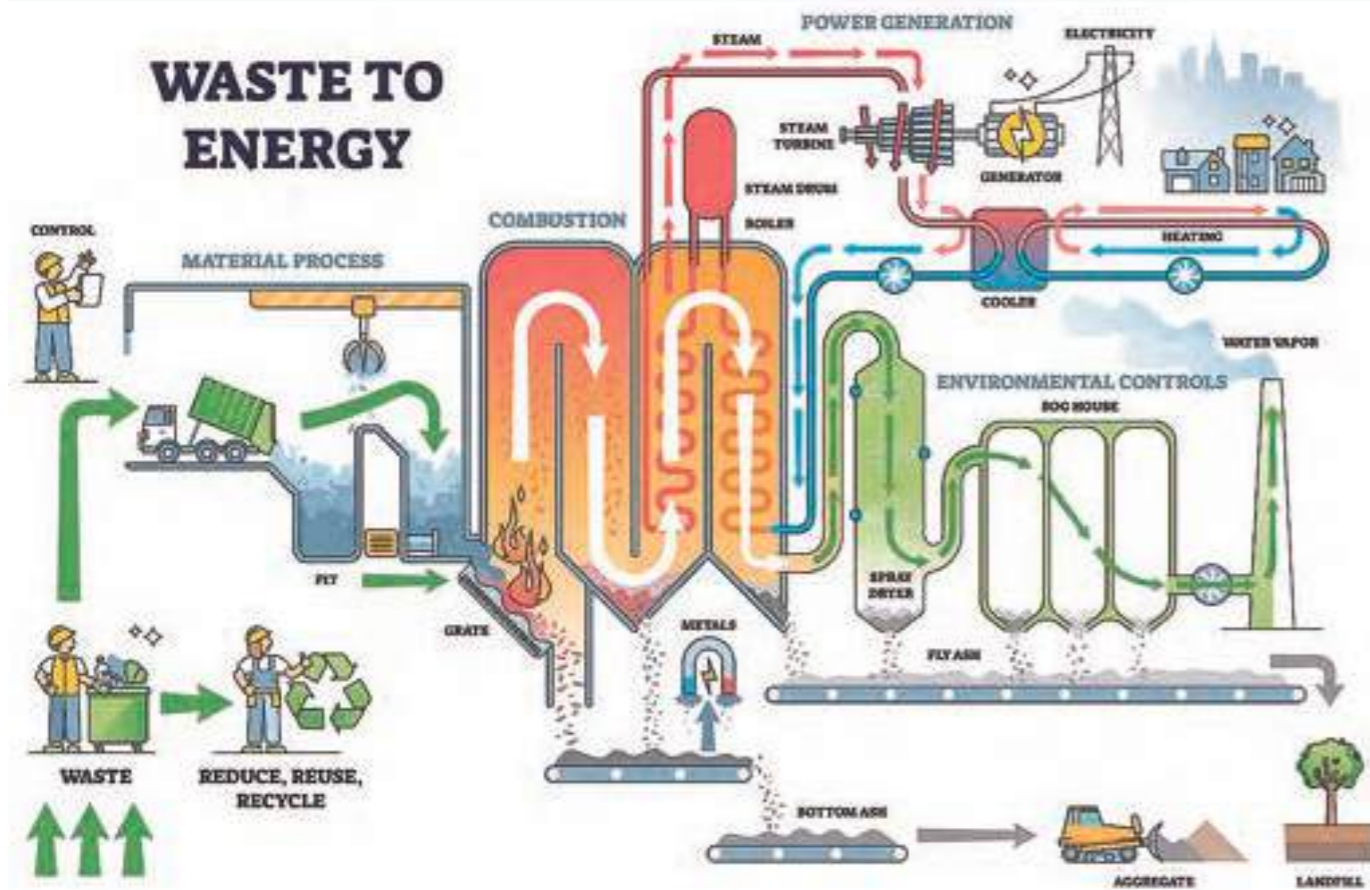 WASTE TO
ENERGY
POWER GENERATION
STEAM
ELECTRICITY
STEAM
TURBINE
GENERATOR
STEAM DRUM
BOILER
COMBUSTION
CONTROL
MATERIAL PROCESS
HEATING
COOLER
WATER VAPOR
ENVIRONMENTAL CONTROLS
BOG HOUSE
PIT
GRATE
SPRAY
DRYER
METALS
FLY ASH
WASTE
REDUCE, REUSE,
RECYCLE
BOTTOM ASH
AGGREGATE
LANDFILL